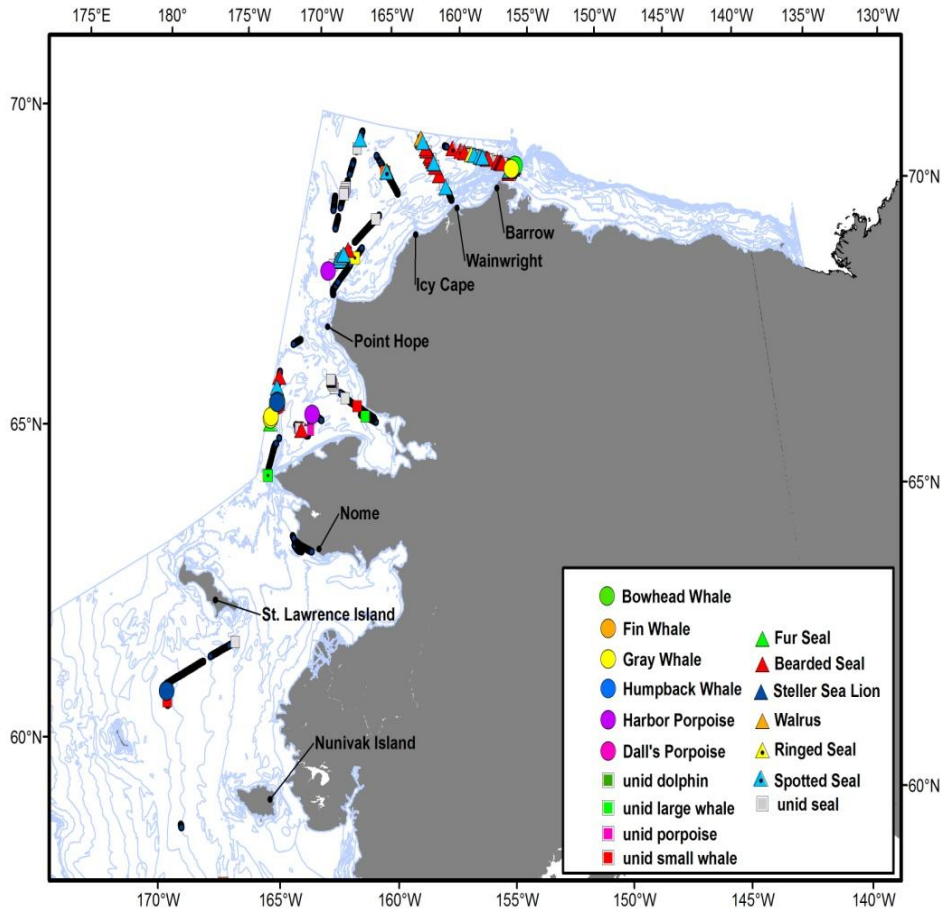 175°E 180° 175°W 170°W 165°W 160°W 155°W 150°W 145°W 140°W 135°W 130°W
70°N
70°N
Barrow
Wainwright
Icy Cape
Point Hope
65°N
65°N
Nome
St. Lawrence Island
60°N
Nunivak Island
60°N
Bowhead Whale
Fin Whale
Gray Whale
Humpback Whale
Harbor Porpoise
Dall's Porpoise
unid dolphin
unid large whale
unid porpoise
unid small whale
Fur Seal
Bearded Seal
Steller Sea Lion
Walrus
Ringed Seal
Spotted Seal
unid seal
170°W 165°W 160°W 155°W 150°W 145°W 140°W